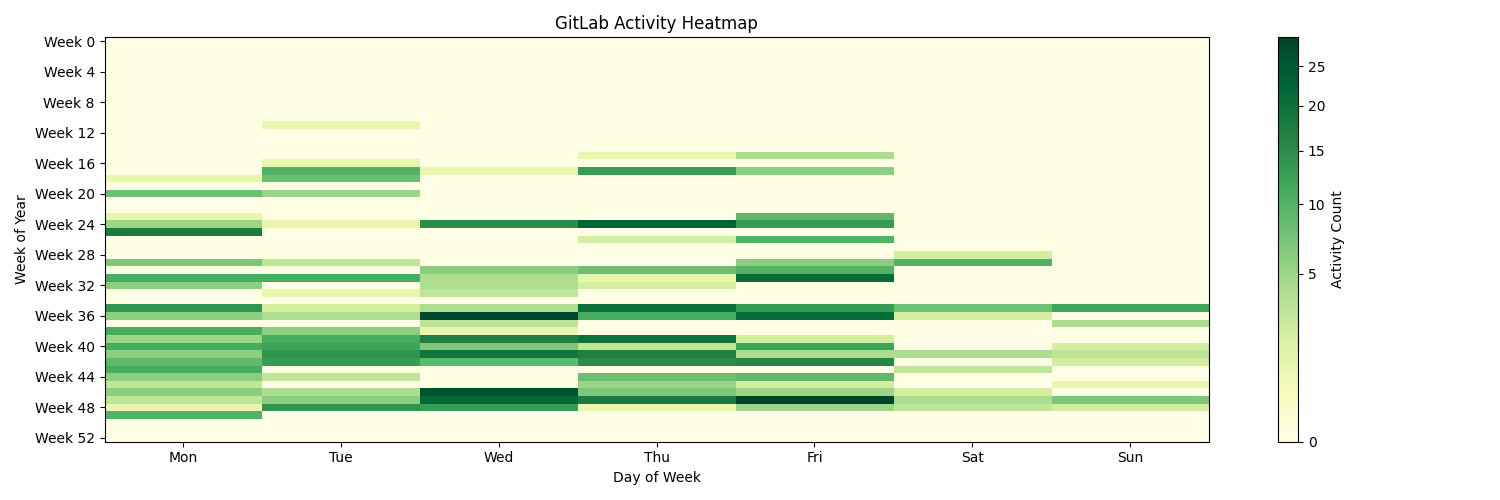 GitLab Activity Heatmap
Week 0
Week 4
Week 8
Week 12
Week 16
Week 20
Week 24
Week 28
Week 32
Week 36
Week 40
Week 44
Week 48
Week 52
Week of Year
Mon Tue Wed Thu Fri Sat Sun
Day of Week
25
20
15
10
5
0
Activity Count